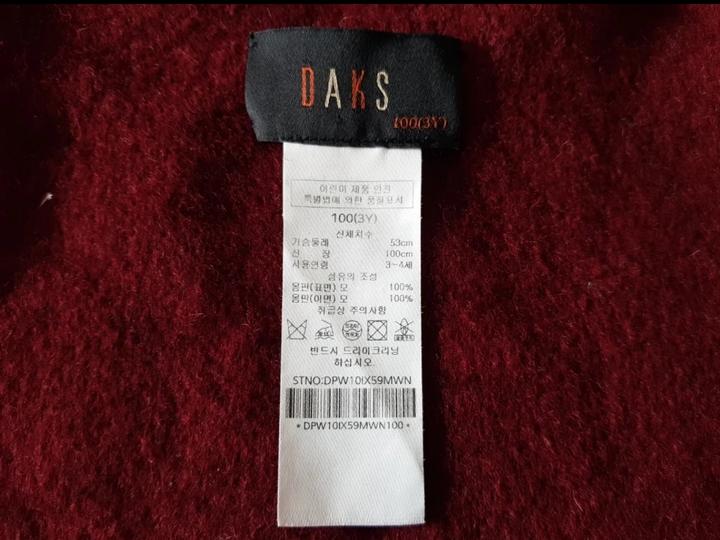 DAKS
100(3Y)
어린이 제품 안전
특별법에 의한 품질표시
100(3Y)
신체치수
가슴둘레 53cm
신 장 100cm
사용연령 3~4세
섬유의 조성
몸판(표면) 모 100%
몸판(이면) 모 100%
취급상 주의사항
반드시 드라이크리닝
하십시오.
STNO:DPW10IX59MWN
* DPW10IX59MWN100 *